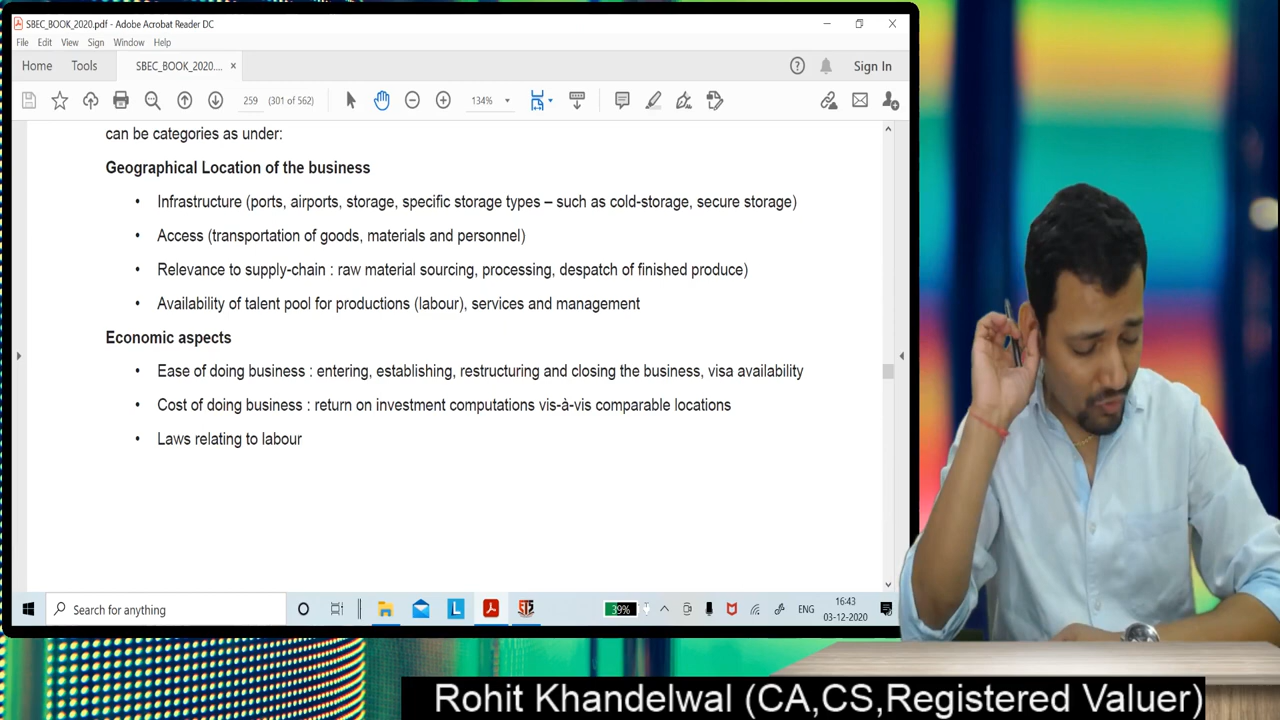 SBEC_BOOK_2020.pdf - Adobe Acrobat Reader DC
File Edit View Sign Window Help
Home Tools SBEC_BOOK_2020.... × Sign In
259 (301 of 562) 134%
can be categories as under:
Geographical Location of the business
• Infrastructure (ports, airports, storage, specific storage types – such as cold-storage, secure storage)
• Access (transportation of goods, materials and personnel)
• Relevance to supply-chain : raw material sourcing, processing, despatch of finished produce)
• Availability of talent pool for productions (labour), services and management
Economic aspects
• Ease of doing business : entering, establishing, restructuring and closing the business, visa availability
• Cost of doing business : return on investment computations vis-à-vis comparable locations
• Laws relating to labour
Search for anything L 39% ENG 16:43
03-12-2020
Rohit Khandelwal (CA,CS,Registered Valuer)